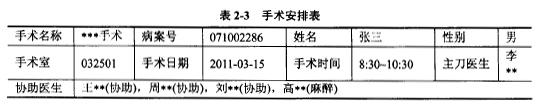 表 2-3 手术安排表
手术名称 ***手术 病案号 071002286 姓名 张三 性别 男
手术室 032501 手术日期 2011-03-15 手术时间 8:30~10:30 主刀医生 李**
协助医生 王**(协助)，周**(协助)，刘**(协助)，高**(麻醉)